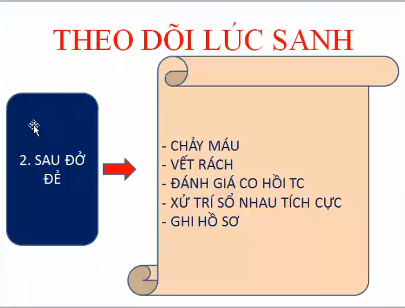 THEO DÕI LÚC SANH
2. SAU ĐỞ
ĐẺ
- CHẢY MÁU
- VẾT RÁCH
- ĐÁNH GIÁ CO HỒI TC
- XỬ TRÍ SỔ NHAU TÍCH CỰC
- GHI HỒ SƠ